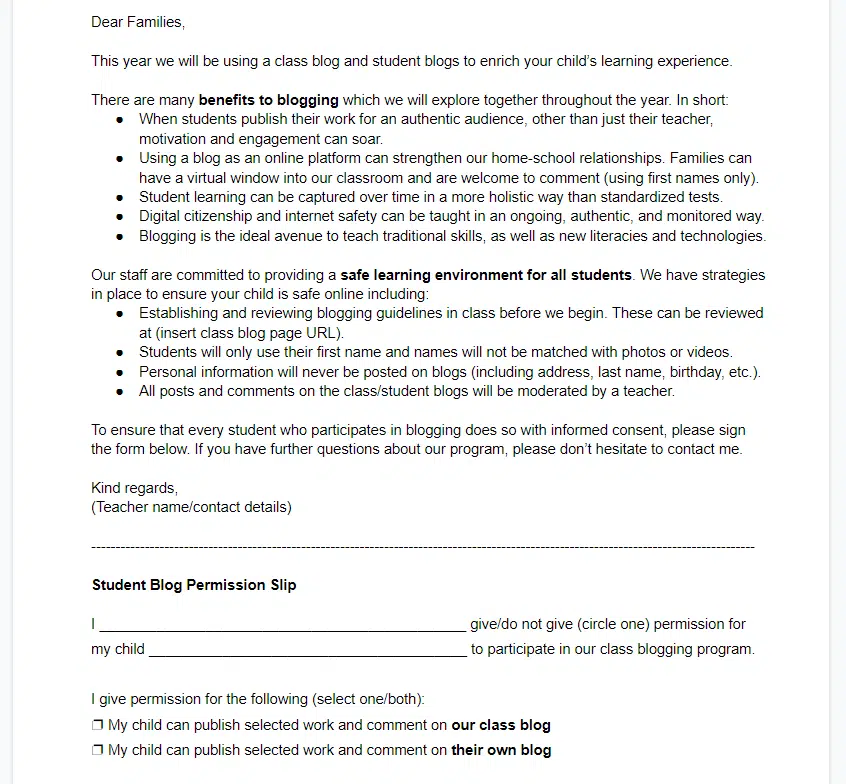 Dear Families,
This year we will be using a class blog and student blogs to enrich your child's learning experience.
There are many benefits to blogging which we will explore together throughout the year. In short:
● When students publish their work for an authentic audience, other than just their teacher,
motivation and engagement can soar.
● Using a blog as an online platform can strengthen our home-school relationships. Families can
have a virtual window into our classroom and are welcome to comment (using first names only).
● Student learning can be captured over time in a more holistic way than standardized tests.
● Digital citizenship and internet safety can be taught in an ongoing, authentic, and monitored way.
● Blogging is the ideal avenue to teach traditional skills, as well as new literacies and technologies.
Our staff are committed to providing a safe learning environment for all students. We have strategies
in place to ensure your child is safe online including:
● Establishing and reviewing blogging guidelines in class before we begin. These can be reviewed
at (insert class blog page URL).
● Students will only use their first name and names will not be matched with photos or videos.
● Personal information will never be posted on blogs (including address, last name, birthday, etc.).
● All posts and comments on the class/student blogs will be moderated by a teacher.
To ensure that every student who participates in blogging does so with informed consent, please sign
the form below. If you have further questions about our program, please don't hesitate to contact me.
Kind regards,
(Teacher name/contact details)
Student Blog Permission Slip
I ______________________________________________ give/do not give (circle one) permission for
my child ________________________________________ to participate in our class blogging program.
I give permission for the following (select one/both):
❒ My child can publish selected work and comment on our class blog
❒ My child can publish selected work and comment on their own blog